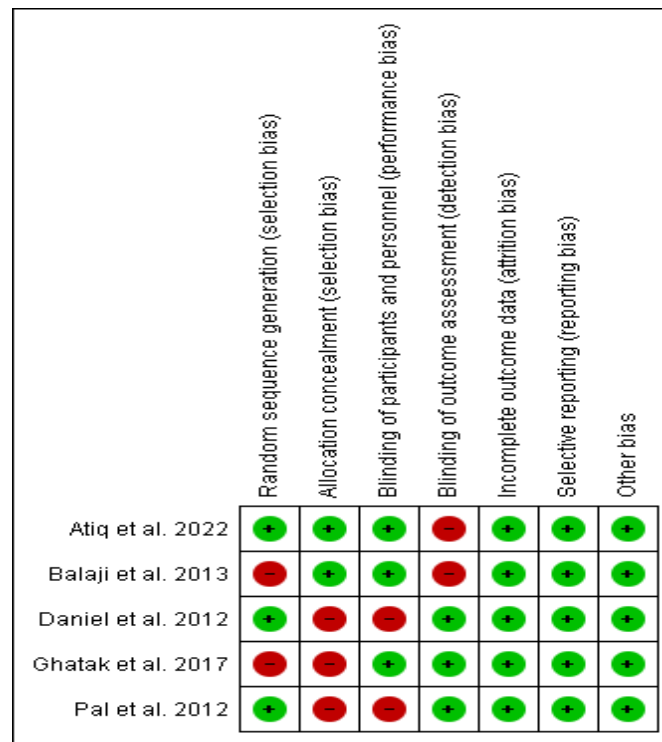 Random sequence generation (selection bias)
Allocation concealment (selection bias)
Blinding of participants and personnel (performance bias)
Blinding of outcome assessment (detection bias)
Incomplete outcome data (attrition bias)
Selective reporting (reporting bias)
Other bias
Atiq et al. 2022 + + + - + + +
Balaji et al. 2013 - + + - + + +
Daniel et al. 2012 + - - + + + +
Ghatak et al. 2017 - - + + + + +
Pal et al. 2012 + - - + + + +